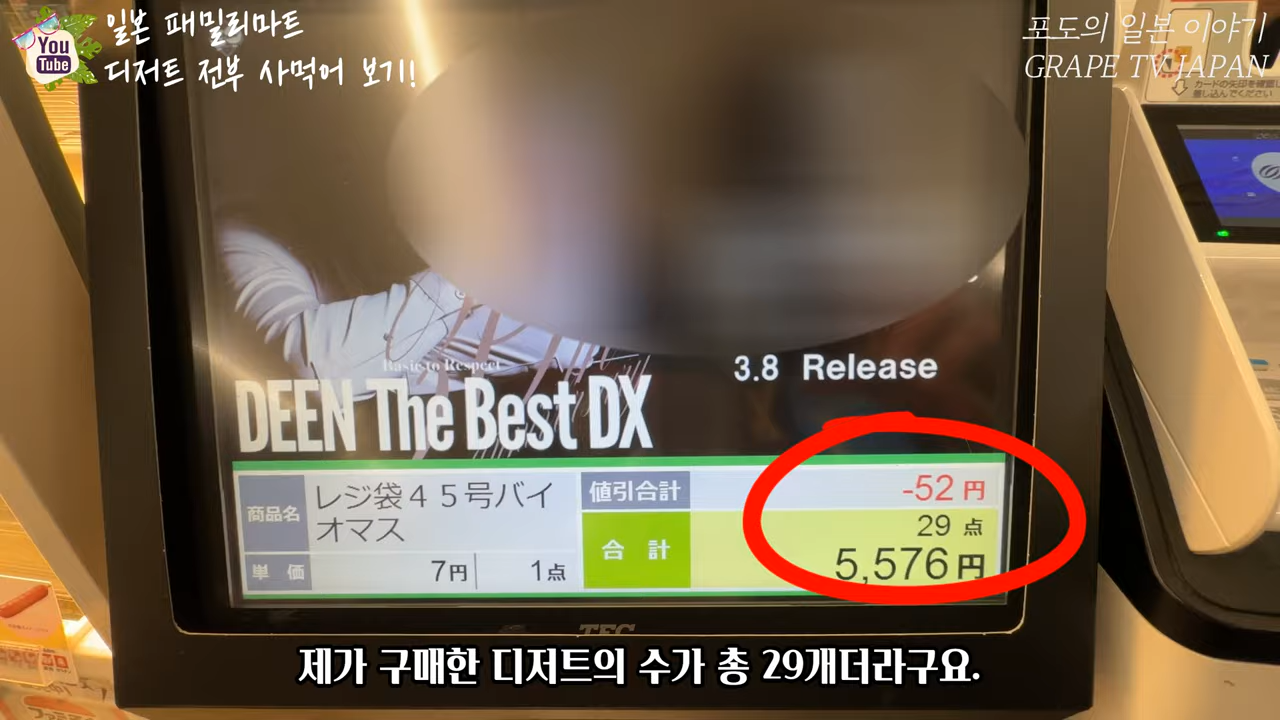 You
Tube
일본 패밀리마트
디저트 전부 사먹어 보기!
포도의 일본 이야기
GRAPE TV JAPAN
Basic to Respect
DEEN The Best DX
3.8 Release
商品名
レジ袋45号バイ
オマス
単価
7円
1点
値引合計
-52円
合計
29点
5,576円
TEC
제가 구매한 디저트의 수가 총 29개더라구요.